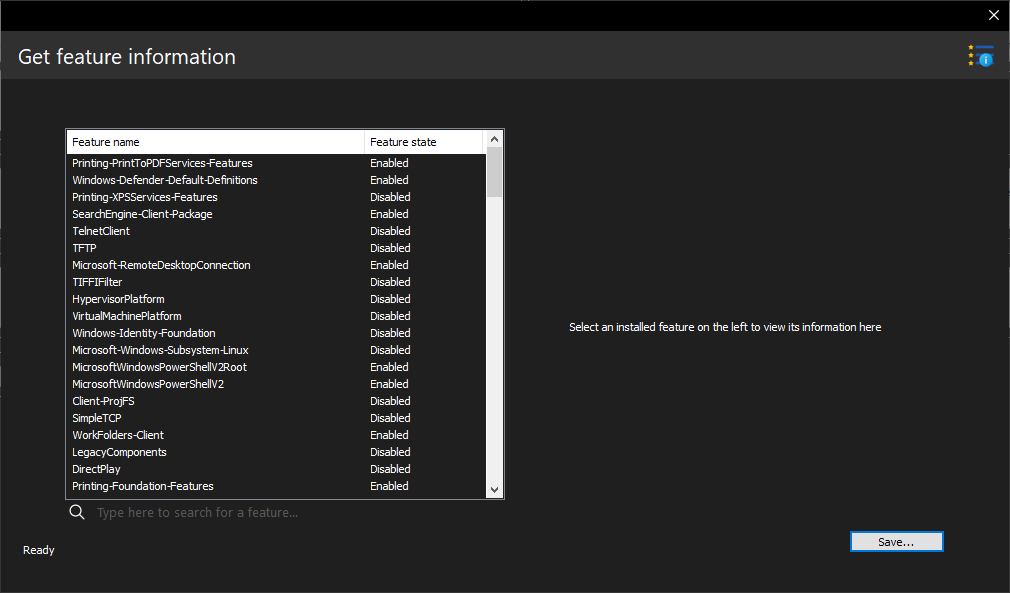 Get feature information
Feature name Feature state
Printing-PrintToPDFServices-Features Enabled
Windows-Defender-Default-Definitions Enabled
Printing-XPSServices-Features Disabled
SearchEngine-Client-Package Enabled
TelnetClient Disabled
TFTP Disabled
Microsoft-RemoteDesktopConnection Enabled
TIFFIFilter Disabled
HypervisorPlatform Disabled
VirtualMachinePlatform Disabled
Windows-Identity-Foundation Disabled
Microsoft-Windows-Subsystem-Linux Disabled
MicrosoftWindowsPowerShellV2Root Enabled
MicrosoftWindowsPowerShellV2 Enabled
Client-ProjFS Disabled
SimpleTCP Disabled
WorkFolders-Client Enabled
LegacyComponents Disabled
DirectPlay Disabled
Printing-Foundation-Features Enabled
Select an installed feature on the left to view its information here
Type here to search for a feature...
Save...
Ready